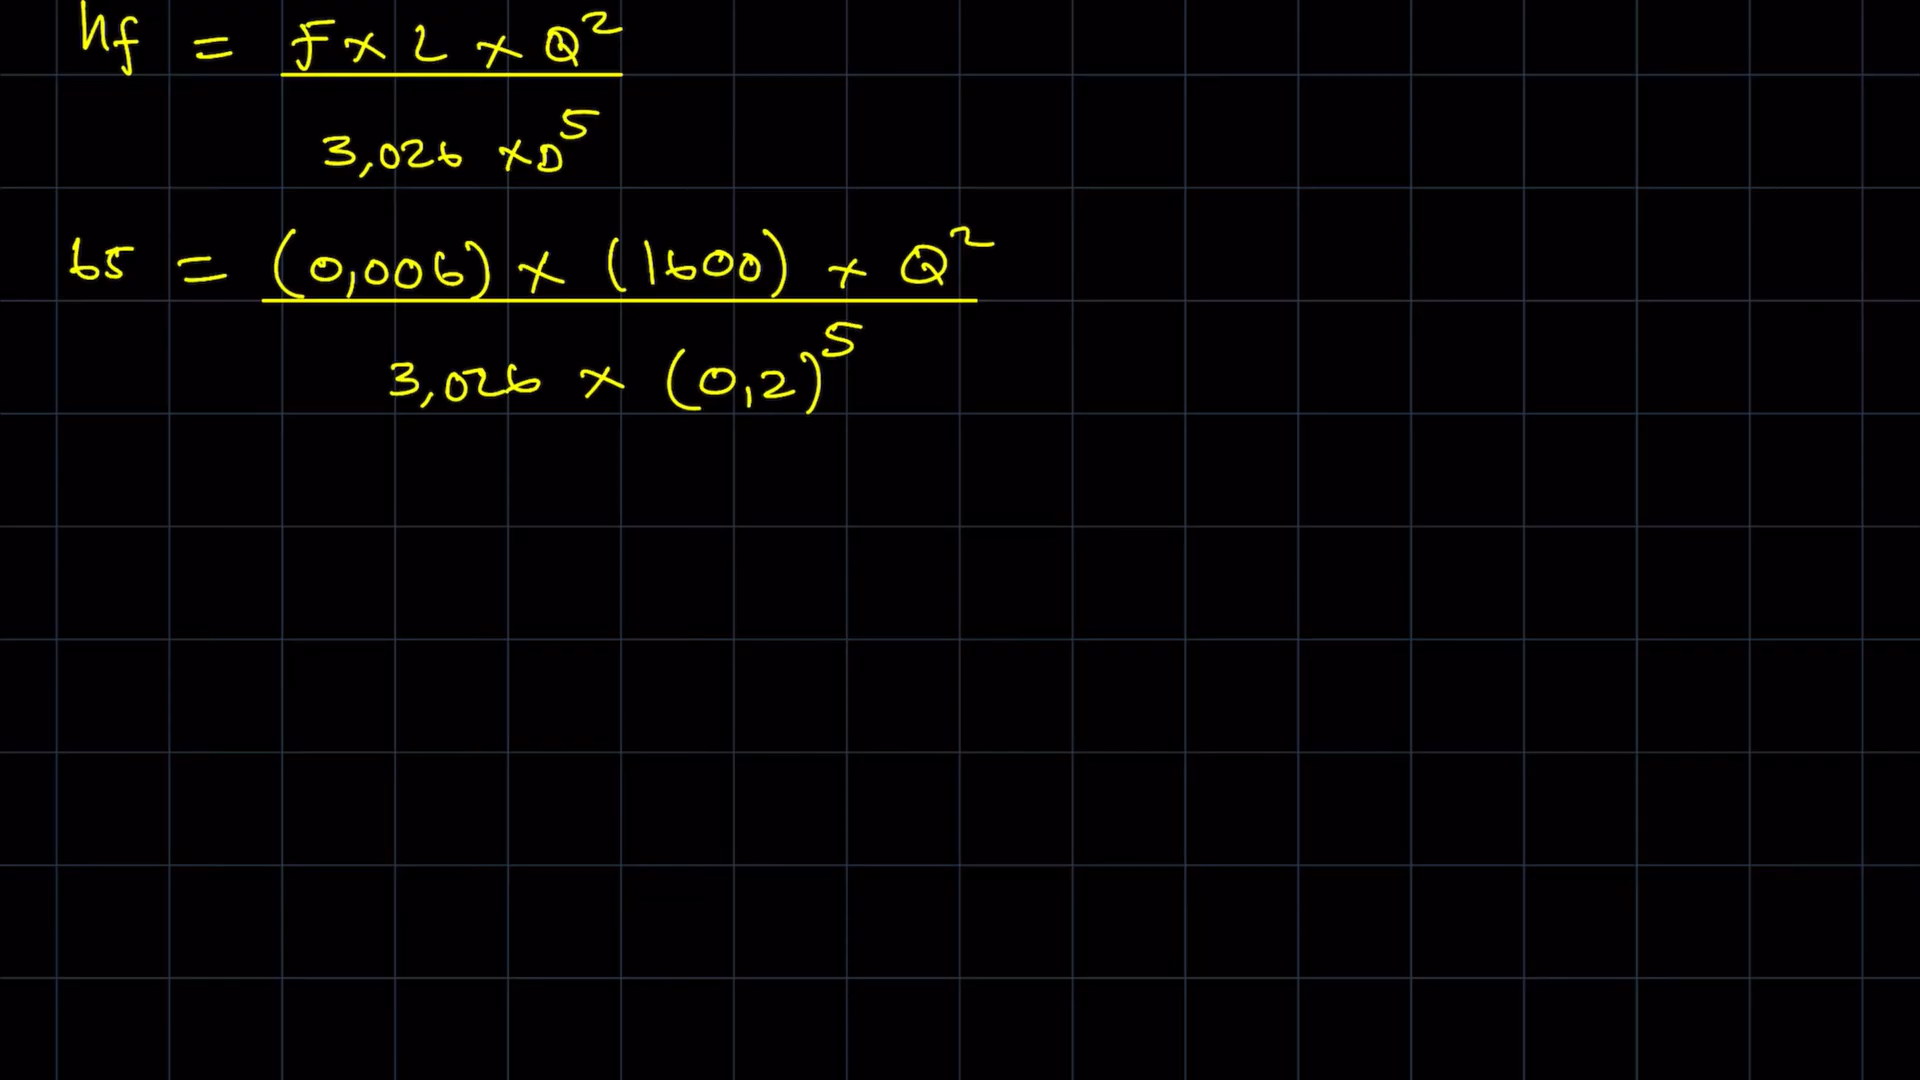 hf = F × L × Q²
3,026 × D⁵
65 = (0,006) × (1600) × Q²
3,026 × (0,2)⁵